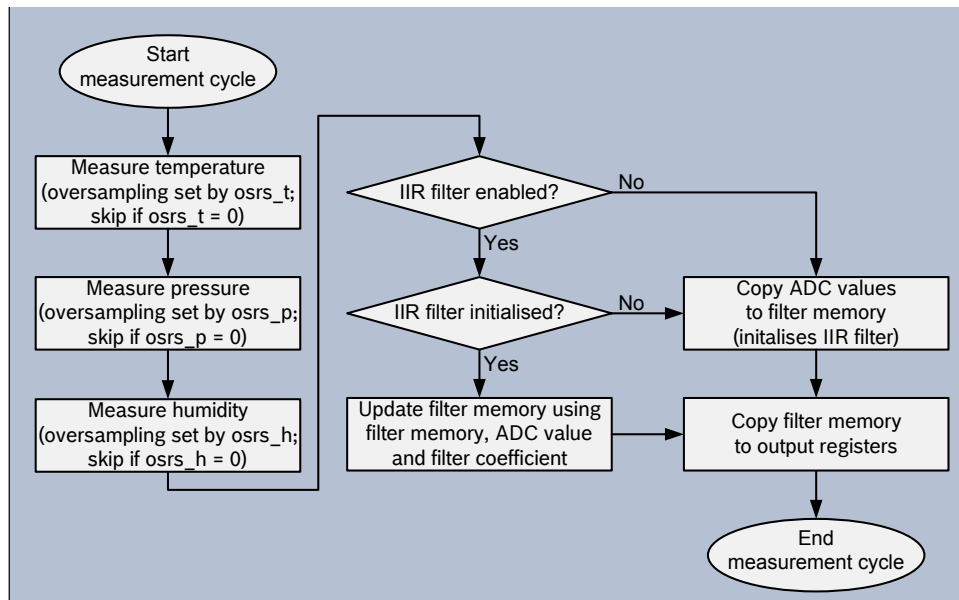 Start
measurement cycle
Measure temperature
(oversampling set by osrs_t;
skip if osrs_t = 0)
Measure pressure
(oversampling set by osrs_p;
skip if osrs_p = 0)
Measure humidity
(oversampling set by osrs_h;
skip if osrs_h = 0)
IIR filter enabled?
No
Yes
IIR filter initialised?
No
Yes
Update filter memory using
filter memory, ADC value
and filter coefficient
Copy ADC values
to filter memory
(initalises IIR filter)
Copy filter memory
to output registers
End
measurement cycle